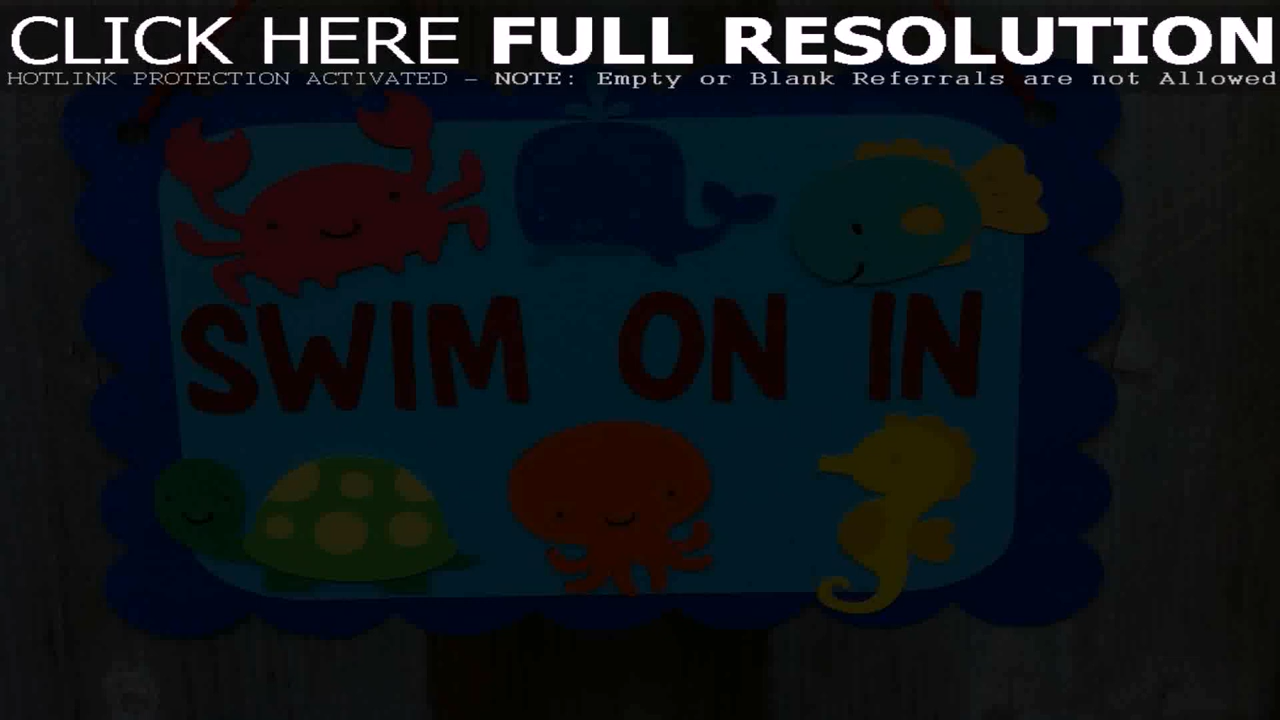 CLICK HERE FULL RESOLUTION
HOTLINK PROTECTION ACTIVATED – NOTE: Empty or Blank Referrals are not Allowed
SWIM ON IN